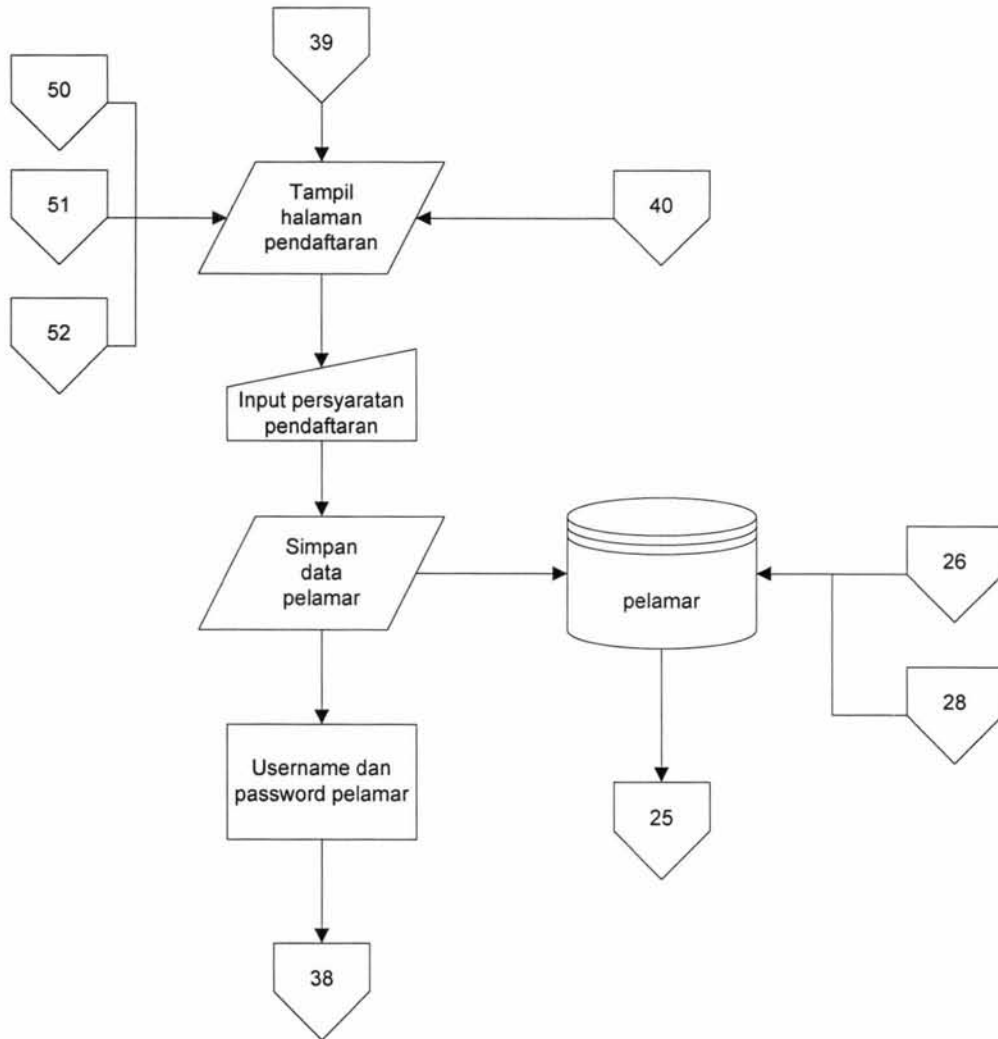 39
50
51
Tampil
halaman
pendaftaran
40
52
Input persyaratan
pendaftaran
Simpan
data
pelamar
pelamar
26
28
Username dan
password pelamar
25
38